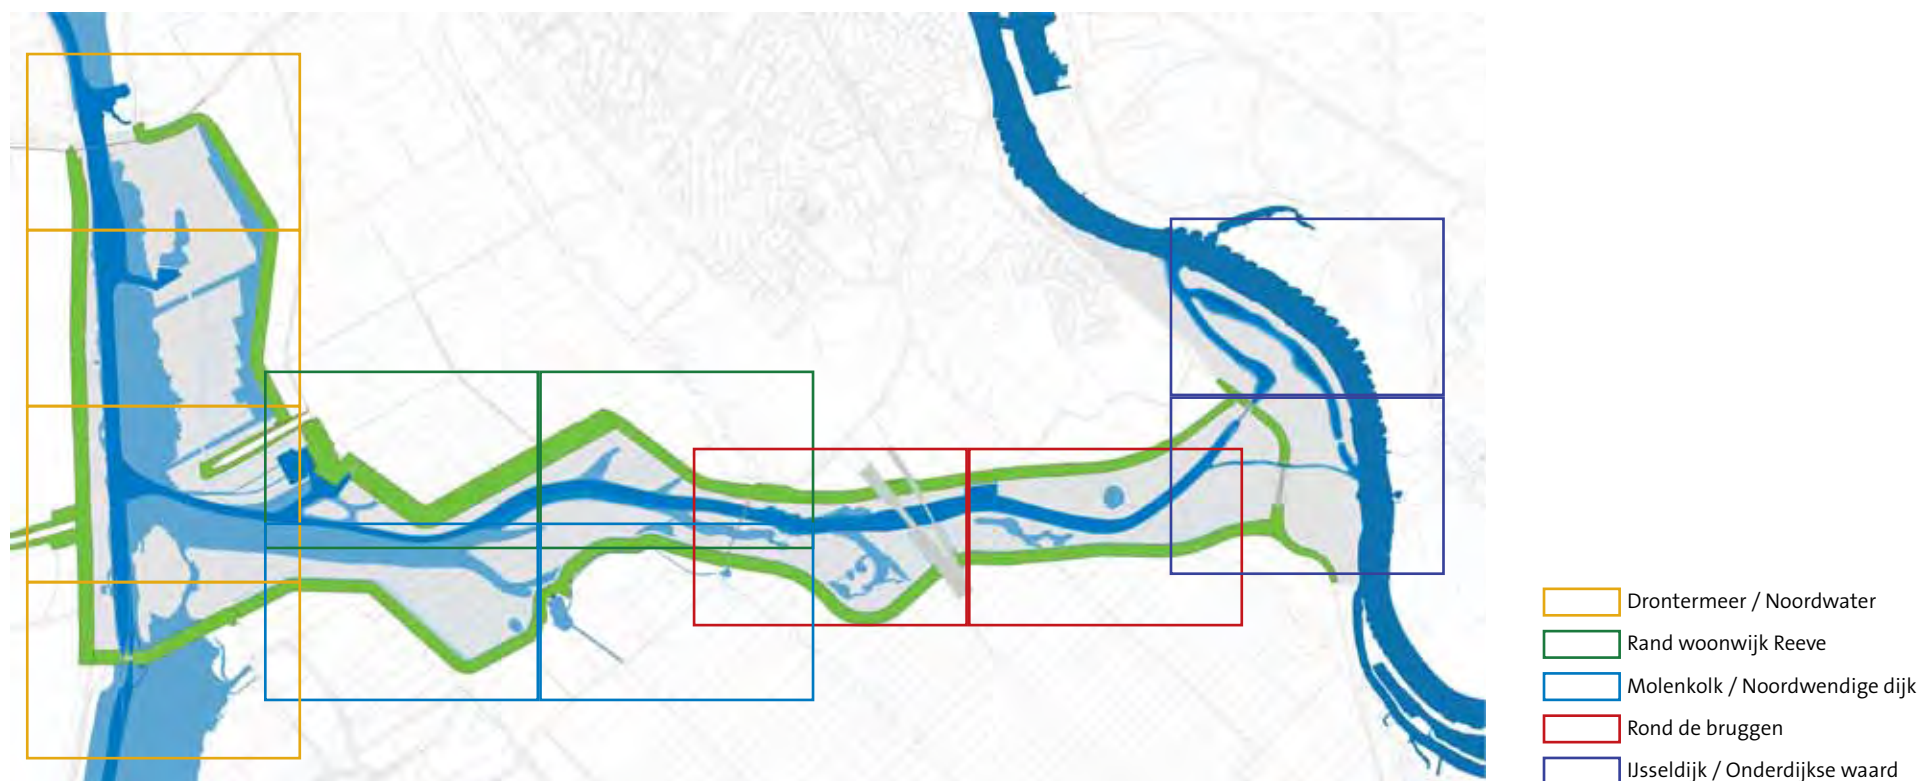 Drontermeer / Noordwater
Rand woonwijk Reeve
Molenkolk / Noordwendige dijk
Rond de bruggen
IJsseldijk / Onderdijkse waard